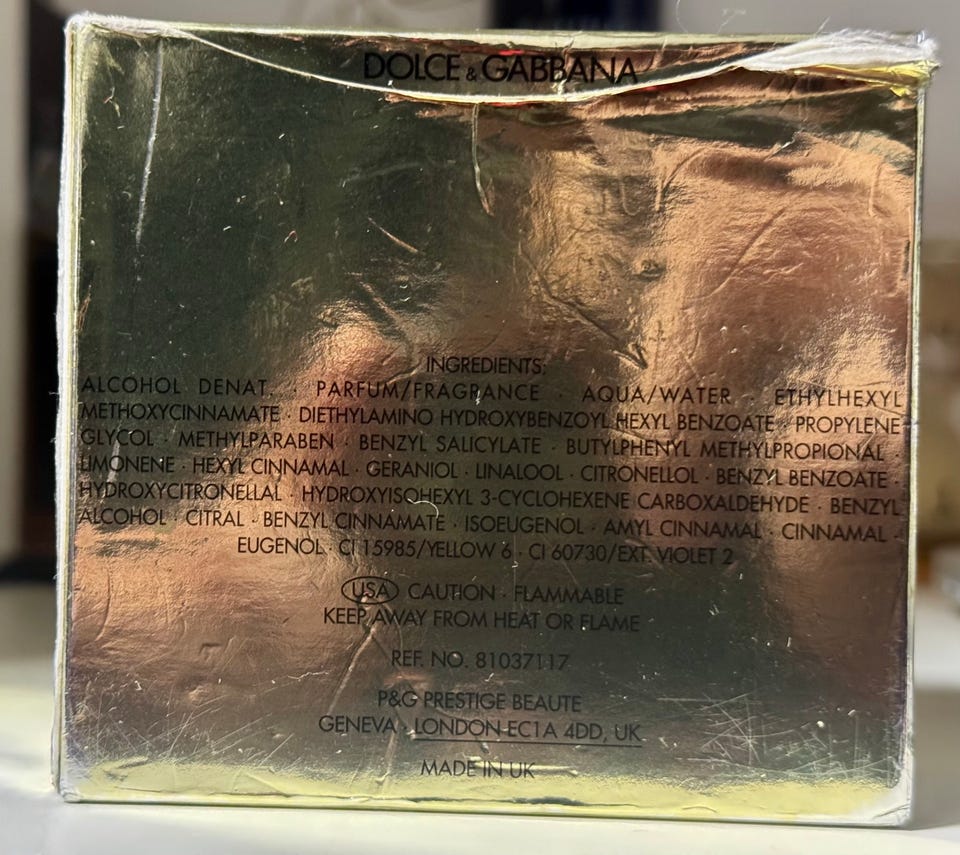 DOLCE & GABBANA
INGREDIENTS:
ALCOHOL DENAT. · PARFUM/FRAGRANCE · AQUA/WATER · ETHYLHEXYL
METHOXYCINNAMATE · DIETHYLAMINO HYDROXYBENZOYL HEXYL BENZOATE · PROPYLENE
GLYCOL · METHYLPARABEN · BENZYL SALICYLATE · BUTYLPHENYL METHYLPROPIONAL ·
LIMONENE · HEXYL CINNAMAL · GERANIOL · LINALOOL · CITRONELLOL · BENZYL BENZOATE ·
HYDROXYCITRONELLAL · HYDROXYISOHEXYL 3-CYCLOHEXENE CARBOXALDEHYDE · BENZYL
ALCOHOL · CITRAL · BENZYL CINNAMATE · ISOEUGENOL · AMYL CINNAMAL · CINNAMAL ·
EUGENOL · CI 15985/YELLOW 6 · CI 60730/EXT. VIOLET 2
USA CAUTION · FLAMMABLE
KEEP AWAY FROM HEAT OR FLAME
REF. NO. 81037117
P&G PRESTIGE BEAUTE
GENEVA · LONDON EC1A 4DD, UK
MADE IN UK